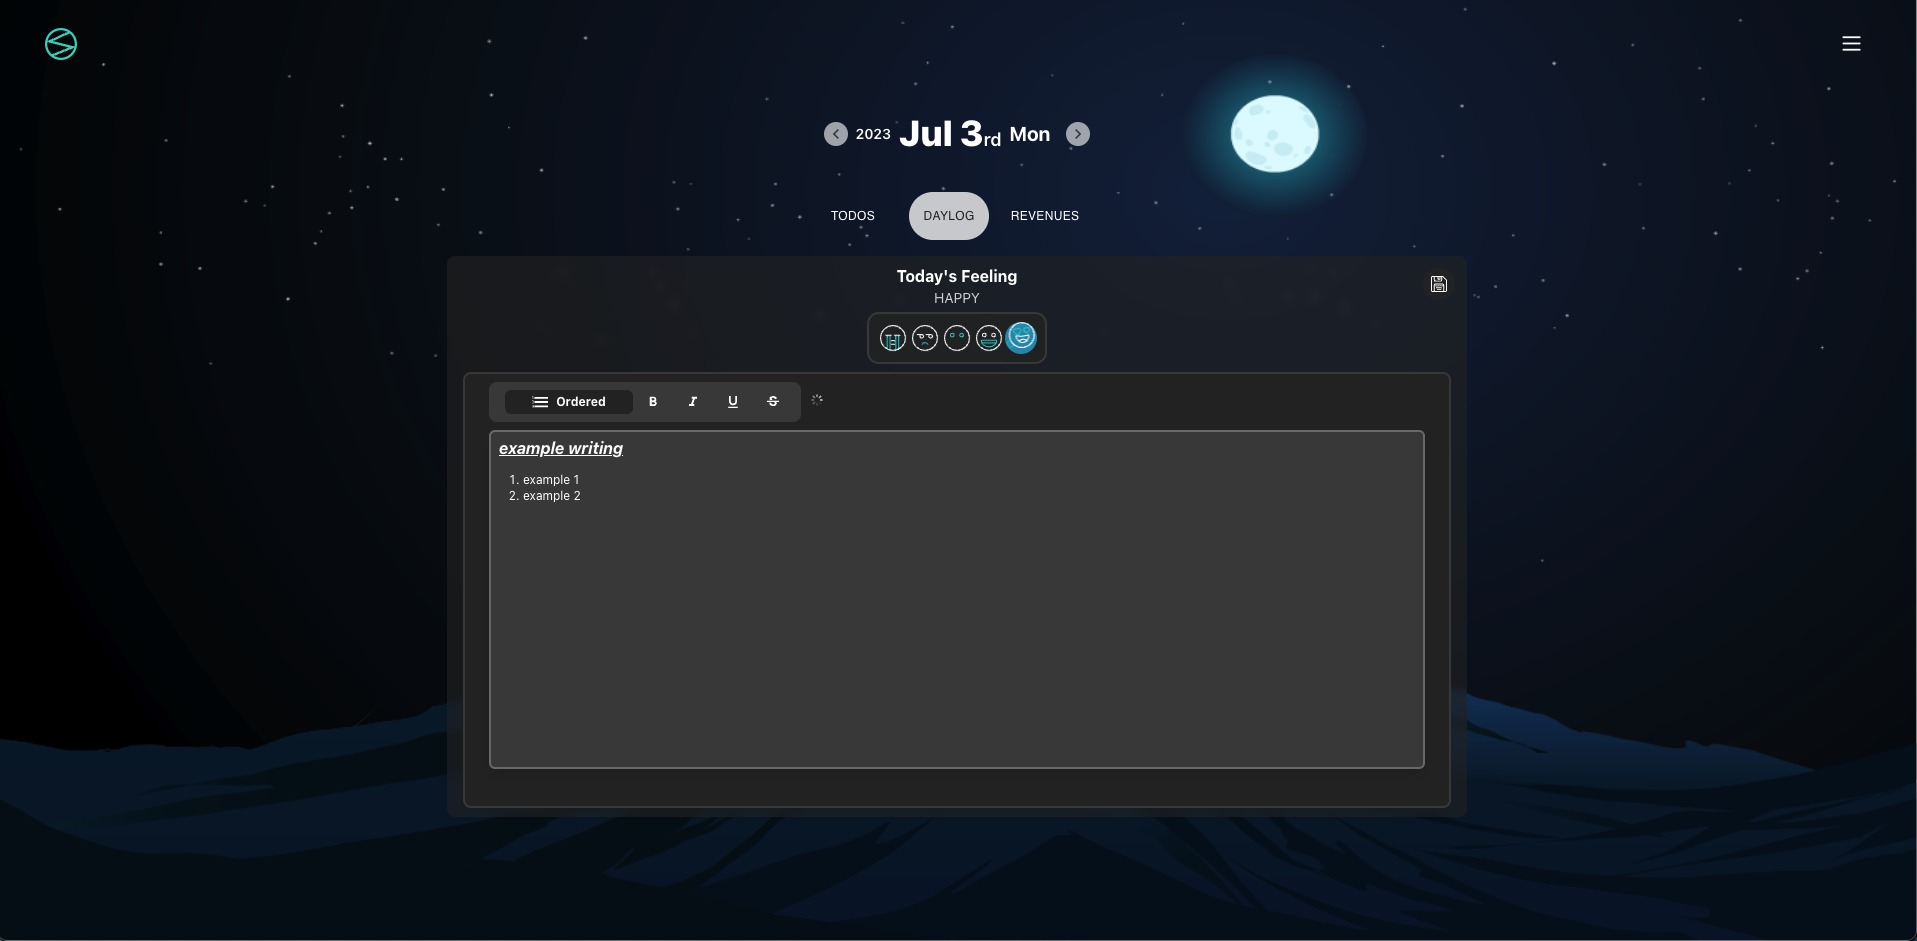 2023 Jul 3rd Mon
TODOS DAYLOG REVENUES
Today's Feeling
HAPPY
Ordered B I U S
example writing
1. example 1
2. example 2